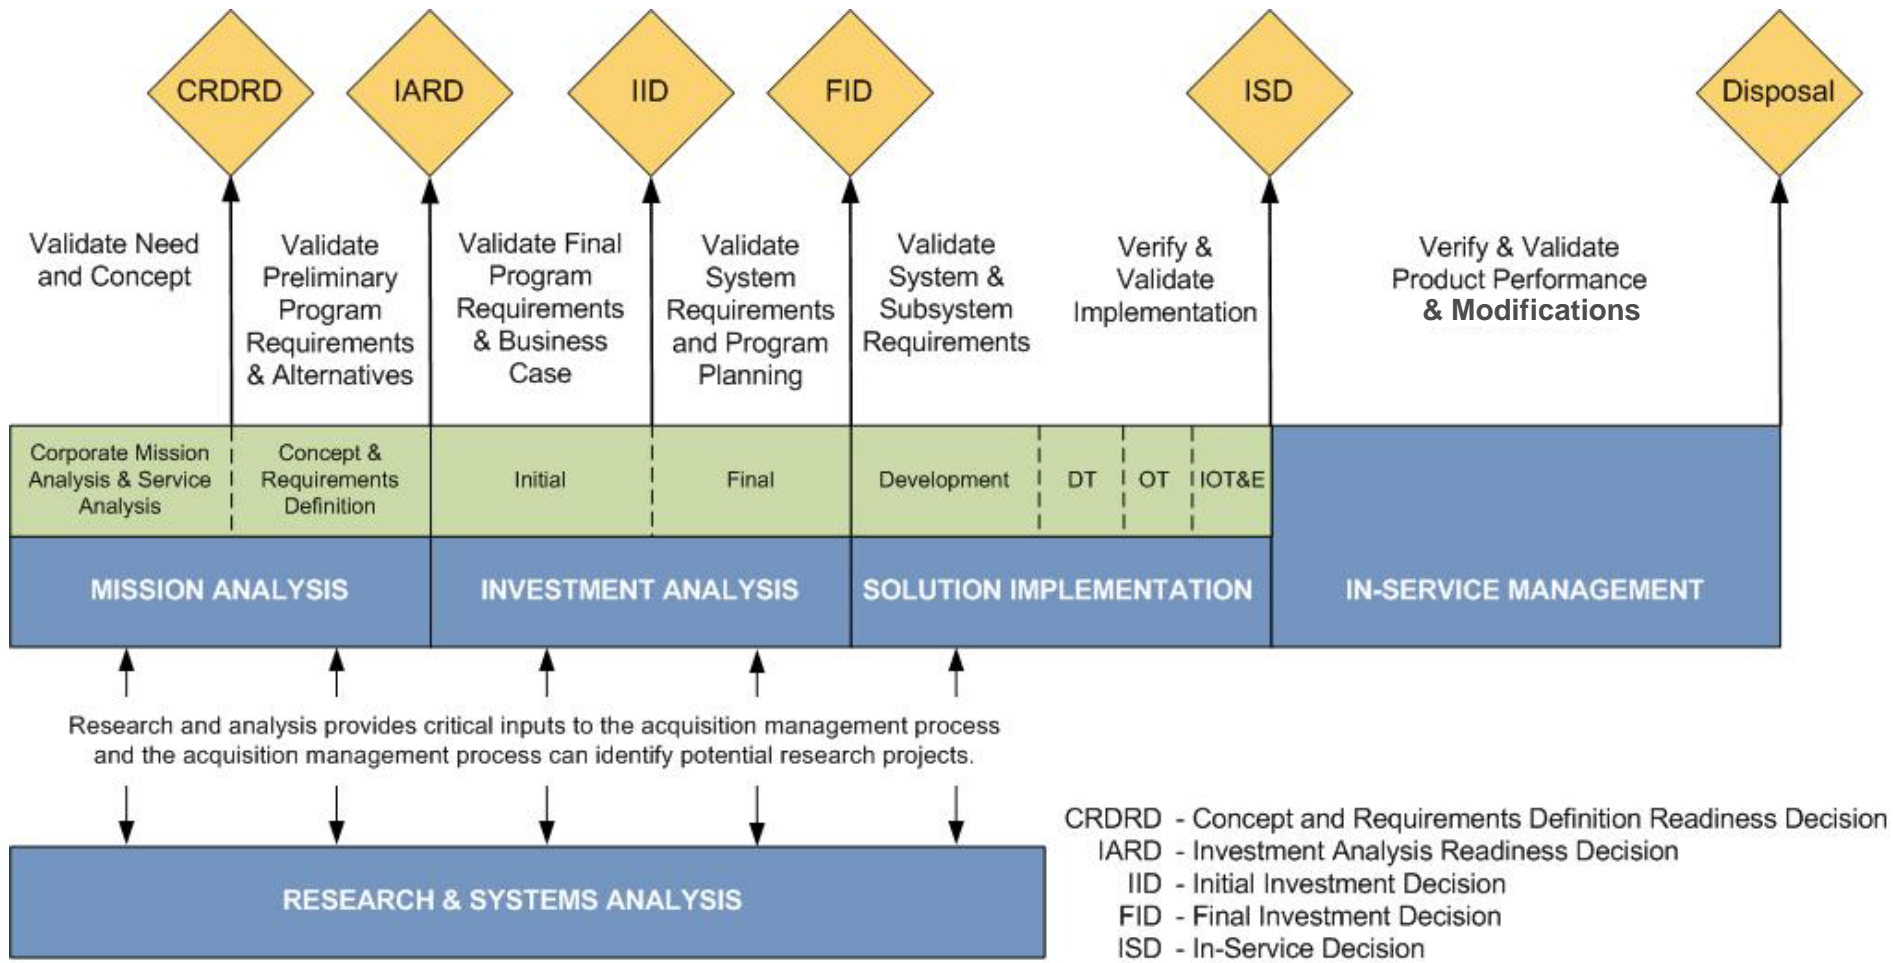 CRDRD
IARD
IID
FID
ISD
Disposal
Validate Need
and Concept
Validate
Preliminary
Program
Requirements
& Alternatives
Validate Final
Program
Requirements
& Business
Case
Validate
System
Requirements
and Program
Planning
Validate
System &
Subsystem
Requirements
Verify &
Validate
Implementation
Verify & Validate
Product Performance
& Modifications
Corporate Mission
Analysis & Service
Analysis
Concept &
Requirements
Definition
Initial
Final
Development
DT
OT
IOT&E
MISSION ANALYSIS
INVESTMENT ANALYSIS
SOLUTION IMPLEMENTATION
IN-SERVICE MANAGEMENT
Research and analysis provides critical inputs to the acquisition management process
and the acquisition management process can identify potential research projects.
RESEARCH & SYSTEMS ANALYSIS
CRDRD - Concept and Requirements Definition Readiness Decision
IARD - Investment Analysis Readiness Decision
IID - Initial Investment Decision
FID - Final Investment Decision
ISD - In-Service Decision